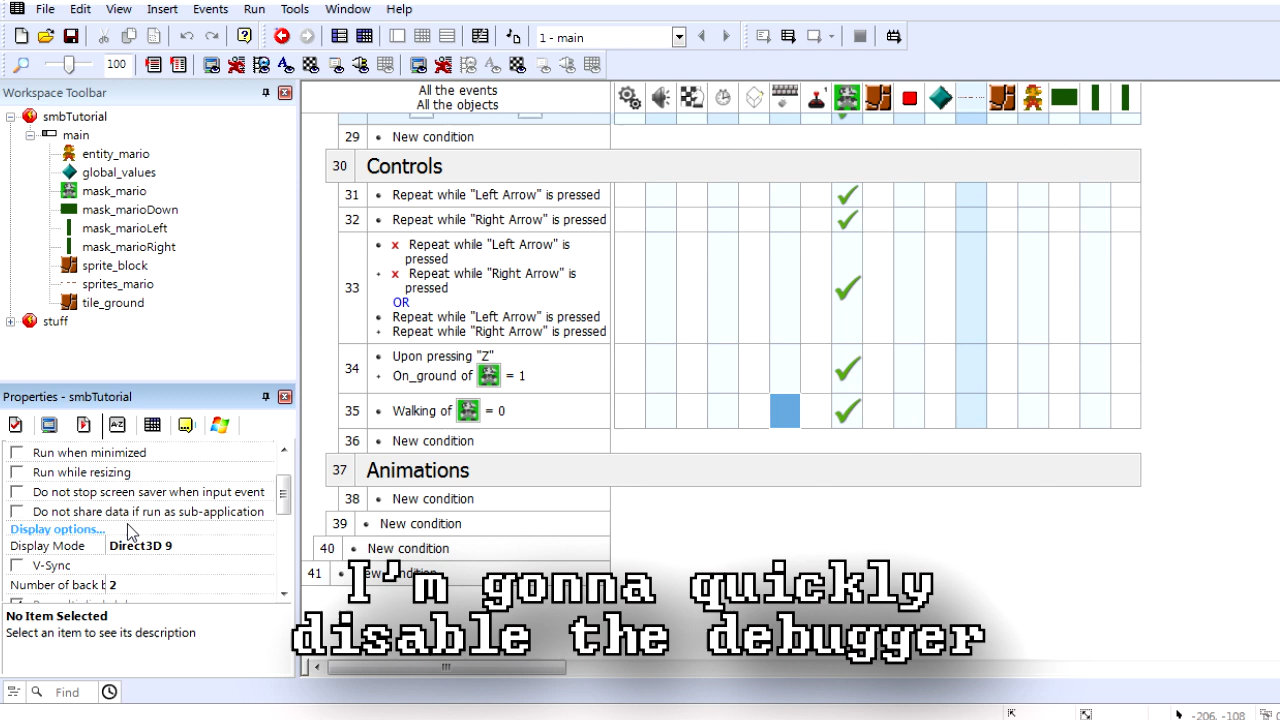 File Edit View Insert Events Run Tools Window Help
1 - main
100
Workspace Toolbar
smbTutorial
main
entity_mario
global_values
mask_mario
mask_marioDown
mask_marioLeft
mask_marioRight
sprite_block
sprites_mario
tile_ground
stuff
Properties - smbTutorial
Run when minimized
Run while resizing
Do not stop screen saver when input event
Do not share data if run as sub-application
Display options...
Display Mode Direct3D 9
V-Sync
Number of back b 2
No Item Selected
Select an item to see its description
Find
All the events
All the objects
29 New condition
30 Controls
31 Repeat while "Left Arrow" is pressed
32 Repeat while "Right Arrow" is pressed
33 x Repeat while "Left Arrow" is
pressed
x Repeat while "Right Arrow" is
pressed
OR
Repeat while "Left Arrow" is pressed
Repeat while "Right Arrow" is pressed
34 Upon pressing "Z"
On_ground of = 1
35 Walking of = 0
36 New condition
37 Animations
38 New condition
39 New condition
40 New condition
41 New condition
I'm gonna quickly
disable the debugger
-206, -108